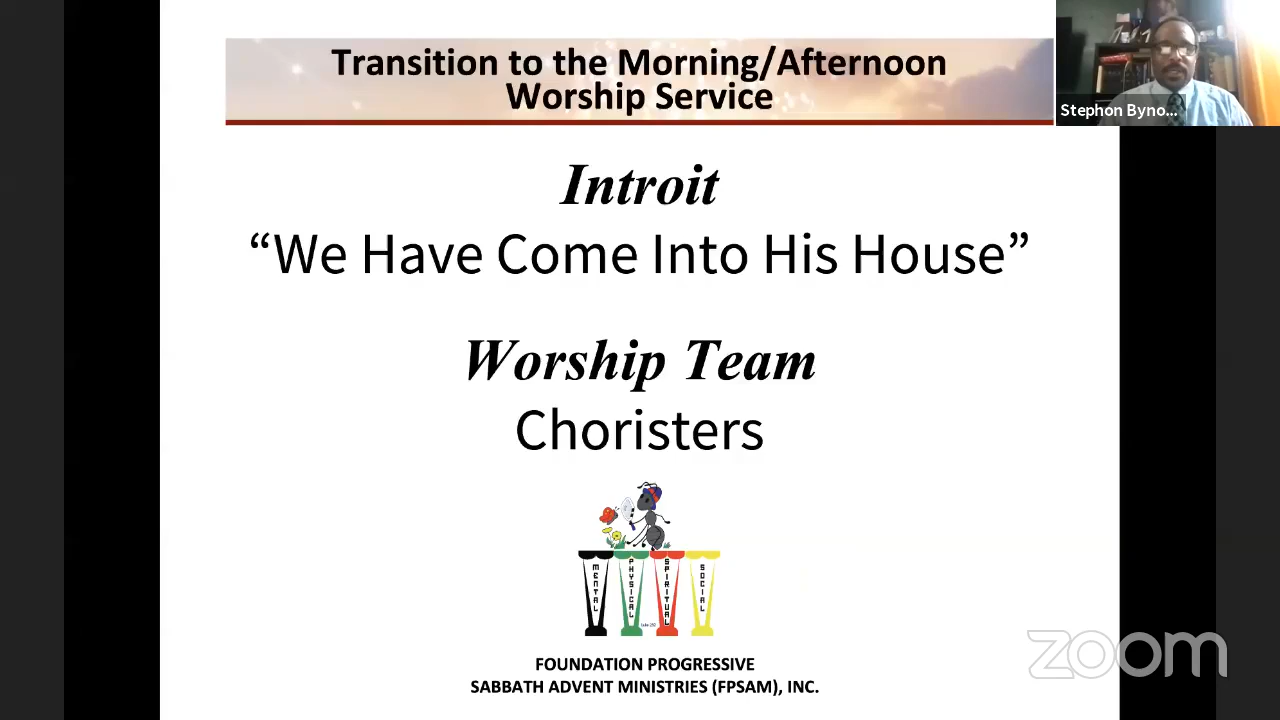 Transition to the Morning/Afternoon
Worship Service
Stephon Byno...
Introit
“We Have Come Into His House”
Worship Team
Choristers
MENTAL
PHYSICAL
SPIRITUAL
SOCIAL
FOUNDATION PROGRESSIVE
SABBATH ADVENT MINISTRIES (FPSAM), INC.
zoom